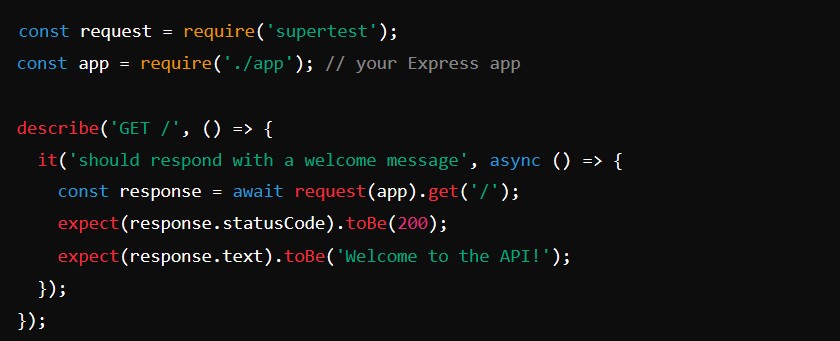 const request = require('supertest');
const app = require('./app'); // your Express app
describe('GET /', () => {
  it('should respond with a welcome message', async () => {
    const response = await request(app).get('/');
    expect(response.statusCode).toBe(200);
    expect(response.text).toBe('Welcome to the API!');
  });
});